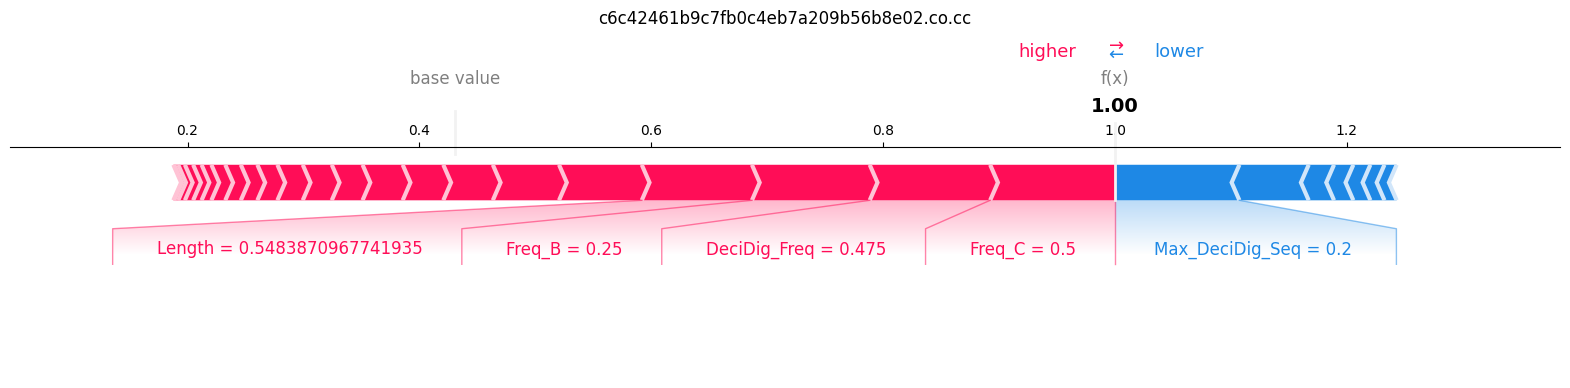 c6c42461b9c7fb0c4eb7a209b56b8e02.co.cc
higher ⇄ lower
base value f(x)
1.00
0.2 0.4 0.6 0.8 1.0 1.2
Length = 0.5483870967741935 Freq_B = 0.25 DeciDig_Freq = 0.475 Freq_C = 0.5 Max_DeciDig_Seq = 0.2